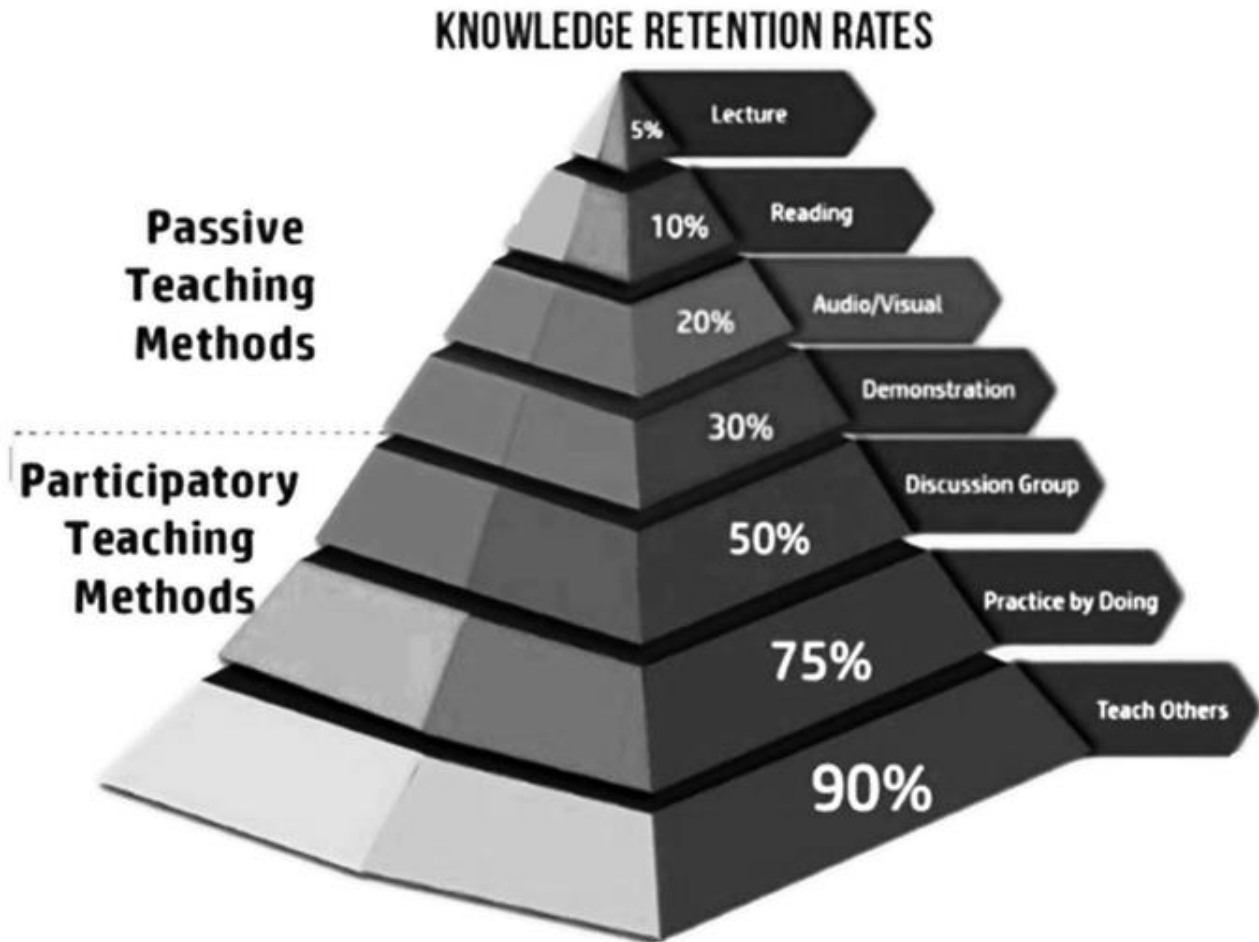 KNOWLEDGE RETENTION RATES
5%
Lecture
10%
Reading
20%
Audio/Visual
30%
Demonstration
50%
Discussion Group
75%
Practice by Doing
90%
Teach Others
Passive
Teaching
Methods
Participatory
Teaching
Methods